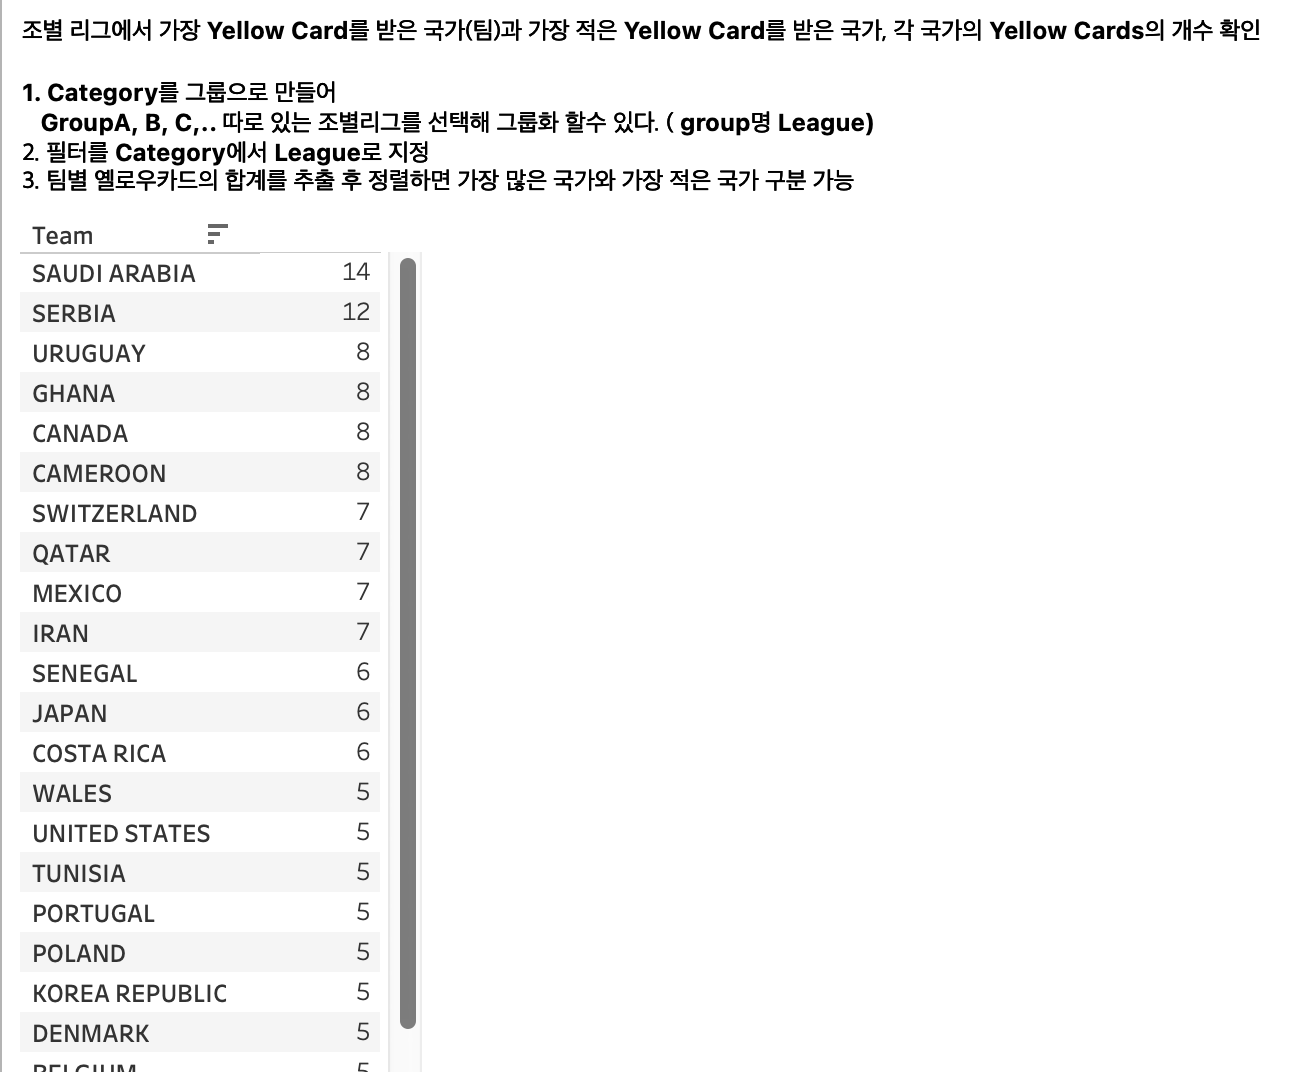 조별 리그에서 가장 Yellow Card를 받은 국가(팀)과 가장 적은 Yellow Card를 받은 국가, 각 국가의 Yellow Cards의 개수 확인
1. Category를 그룹으로 만들어
GroupA, B, C,.. 따로 있는 조별리그를 선택해 그룹화 할수 있다. ( group명 League)
2. 필터를 Category에서 League로 지정
3. 팀별 옐로우카드의 합계를 추출 후 정렬하면 가장 많은 국가와 가장 적은 국가 구분 가능
Team
SAUDI ARABIA 14
SERBIA 12
URUGUAY 8
GHANA 8
CANADA 8
CAMEROON 8
SWITZERLAND 7
QATAR 7
MEXICO 7
IRAN 7
SENEGAL 6
JAPAN 6
COSTA RICA 6
WALES 5
UNITED STATES 5
TUNISIA 5
PORTUGAL 5
POLAND 5
KOREA REPUBLIC 5
DENMARK 5
BELGIUM 5